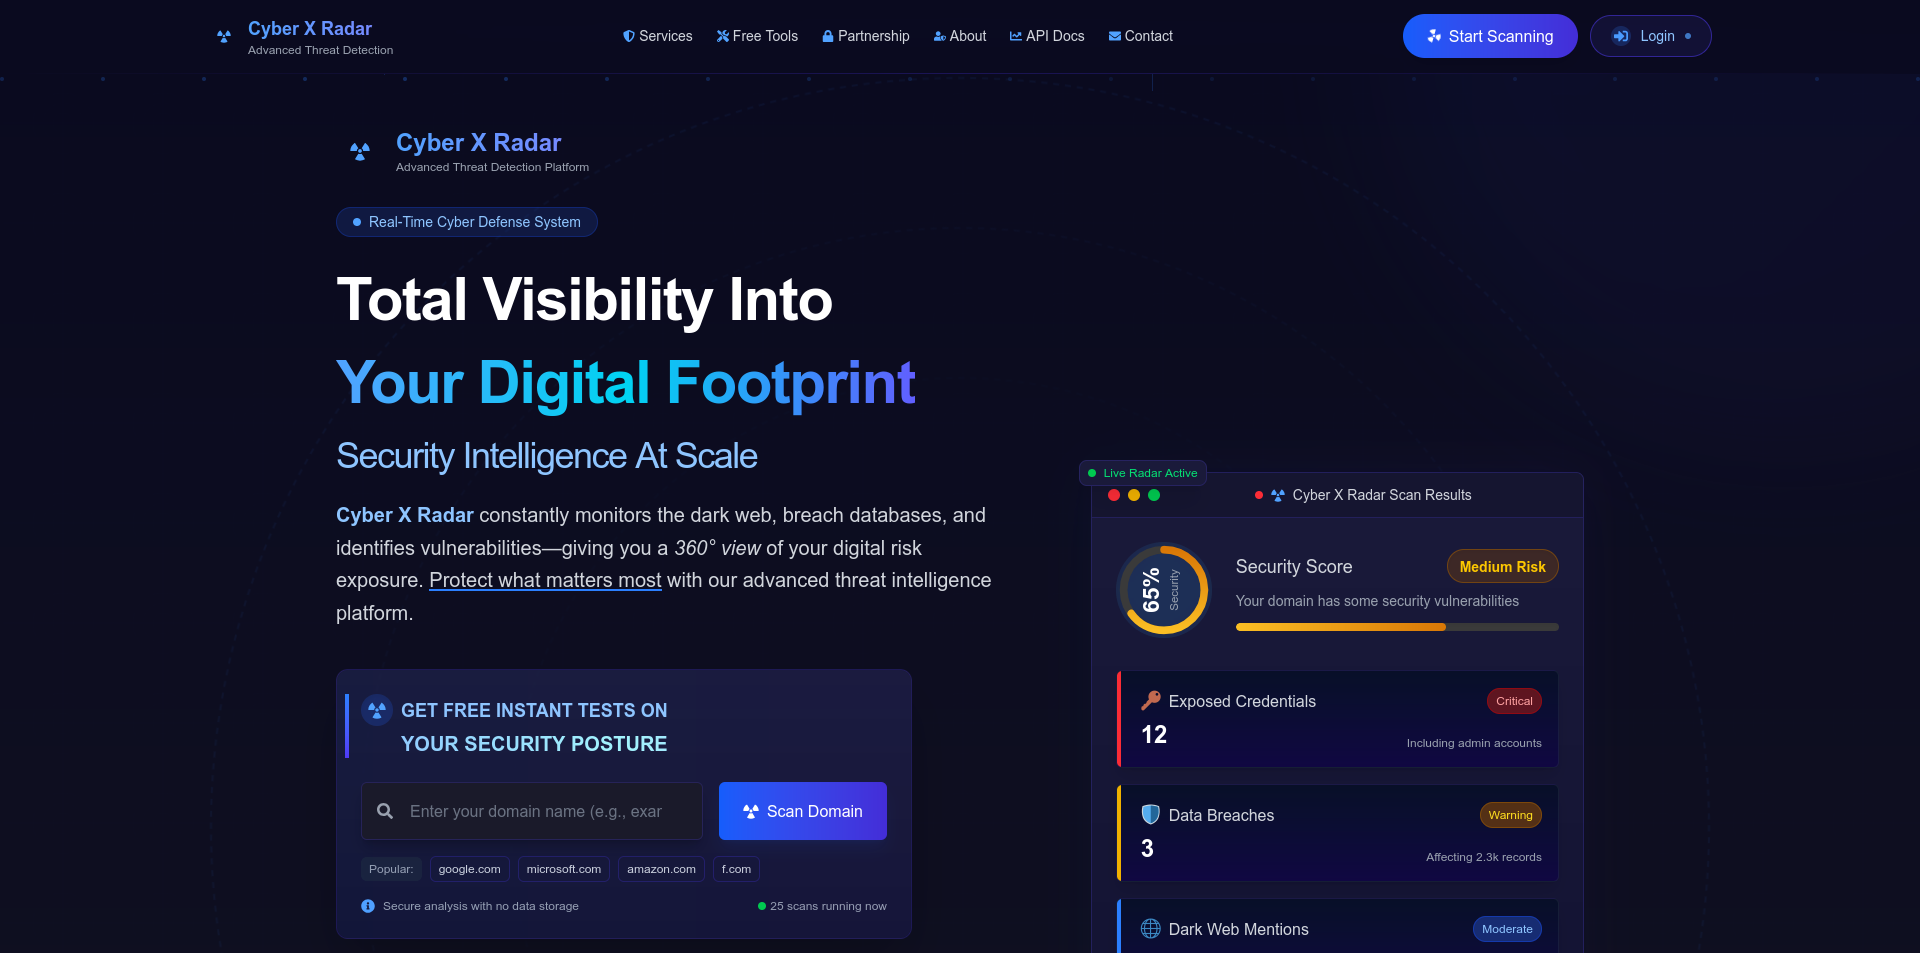 Cyber X Radar
Advanced Threat Detection
Services
Free Tools
Partnership
About
API Docs
Contact
Start Scanning
Login
Cyber X Radar
Advanced Threat Detection Platform
Real-Time Cyber Defense System
Total Visibility Into
Your Digital Footprint
Security Intelligence At Scale
Cyber X Radar constantly monitors the dark web, breach databases, and
identifies vulnerabilities—giving you a 360° view of your digital risk
exposure. Protect what matters most with our advanced threat intelligence
platform.
GET FREE INSTANT TESTS ON
YOUR SECURITY POSTURE
Enter your domain name (e.g., exar
Scan Domain
Popular:
google.com
microsoft.com
amazon.com
f.com
Secure analysis with no data storage
25 scans running now
Live Radar Active
Cyber X Radar Scan Results
65%
Security
Security Score
Medium Risk
Your domain has some security vulnerabilities
Exposed Credentials
Critical
12
Including admin accounts
Data Breaches
Warning
3
Affecting 2.3k records
Dark Web Mentions
Moderate